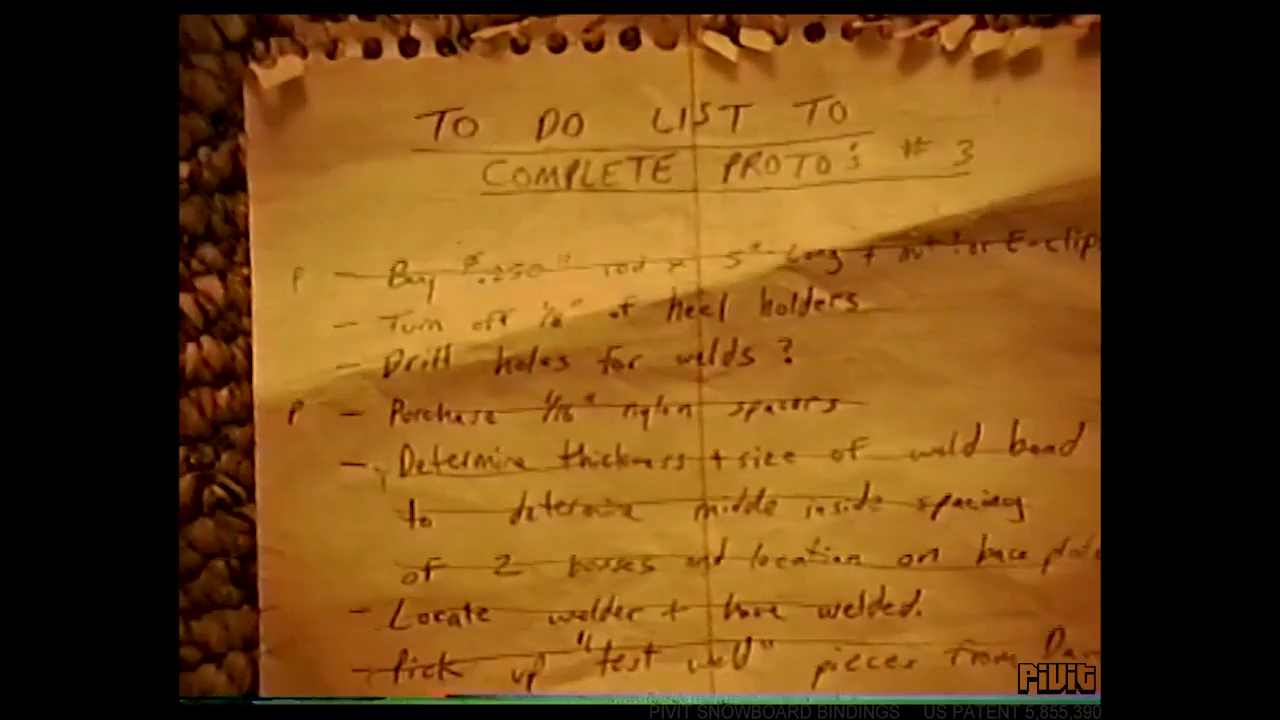 TO DO LIST TO
COMPLETE PROTO'S # 3
P - Buy ø .250" rod x 5" long + for E-clip
- Turn off 1/8" of heel holders
- Drill holes for welds ?
P - Purchase 1/16" nylon spacers
- Determine thickness + size of weld bead
to determine middle inside spacing
of 2 bosses and location on base plate
- Locate welder + have welded.
- Pick up "test weld" pieces from
PiViT
PIVIT SNOWBOARD BINDINGS US PATENT 5,855,390